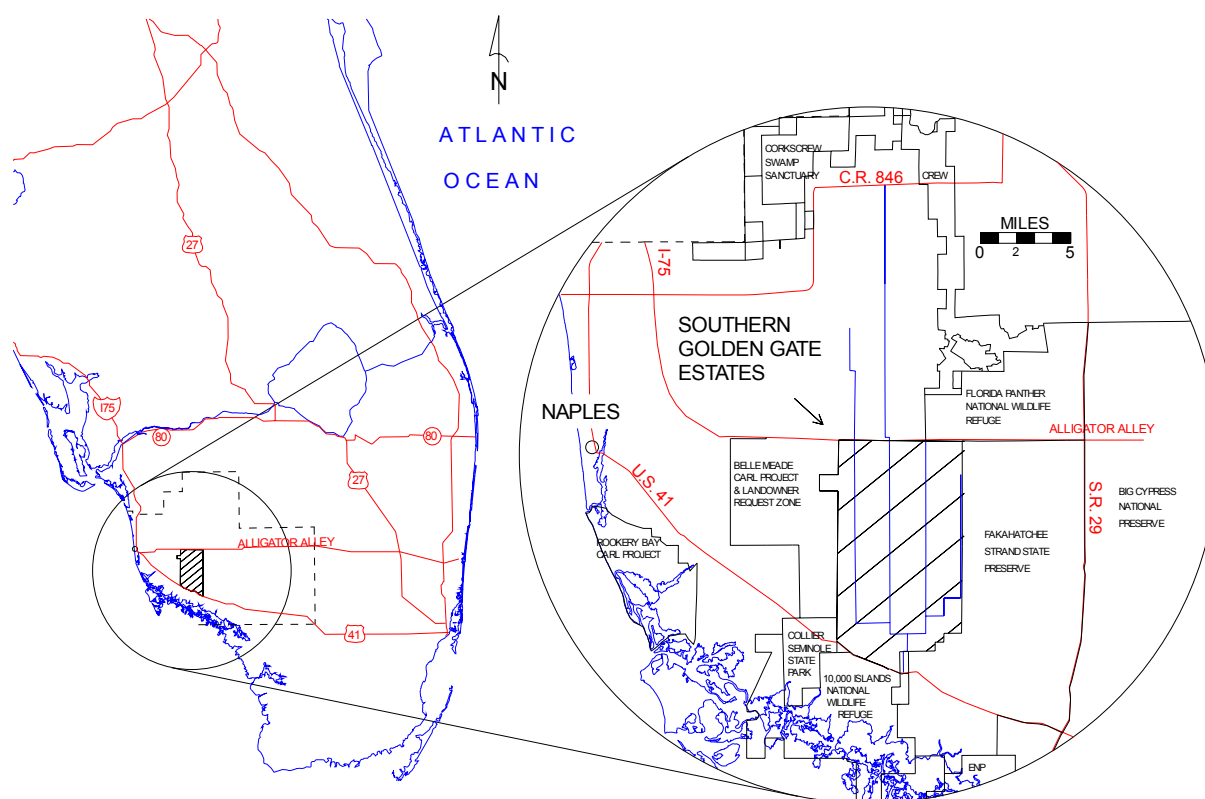 N
ATLANTIC
OCEAN
27
I75
80
80
27
ALLIGATOR ALLEY
41
CORKSCREW
SWAMP
SANCTUARY
C.R. 846
CREW
MILES
0 2 5
I-75
SOUTHERN
GOLDEN GATE
ESTATES
NAPLES
FLORIDA PANTHER
NATIONAL WILDLIFE
REFUGE
ALLIGATOR ALLEY
U.S. 41
BELLE MEADE
CARL PROJECT
& LANDOWNER
REQUEST ZONE
S.R. 29
BIG CYPRESS
NATIONAL
PRESERVE
FAKAHATCHEE
STRAND STATE
PRESERVE
ROOKERY BAY
CARL PROJECT
COLLIER
SEMINOLE
STATE
PARK
10,000 ISLANDS
NATIONAL
WILDLIFE
REFUGE
ENP